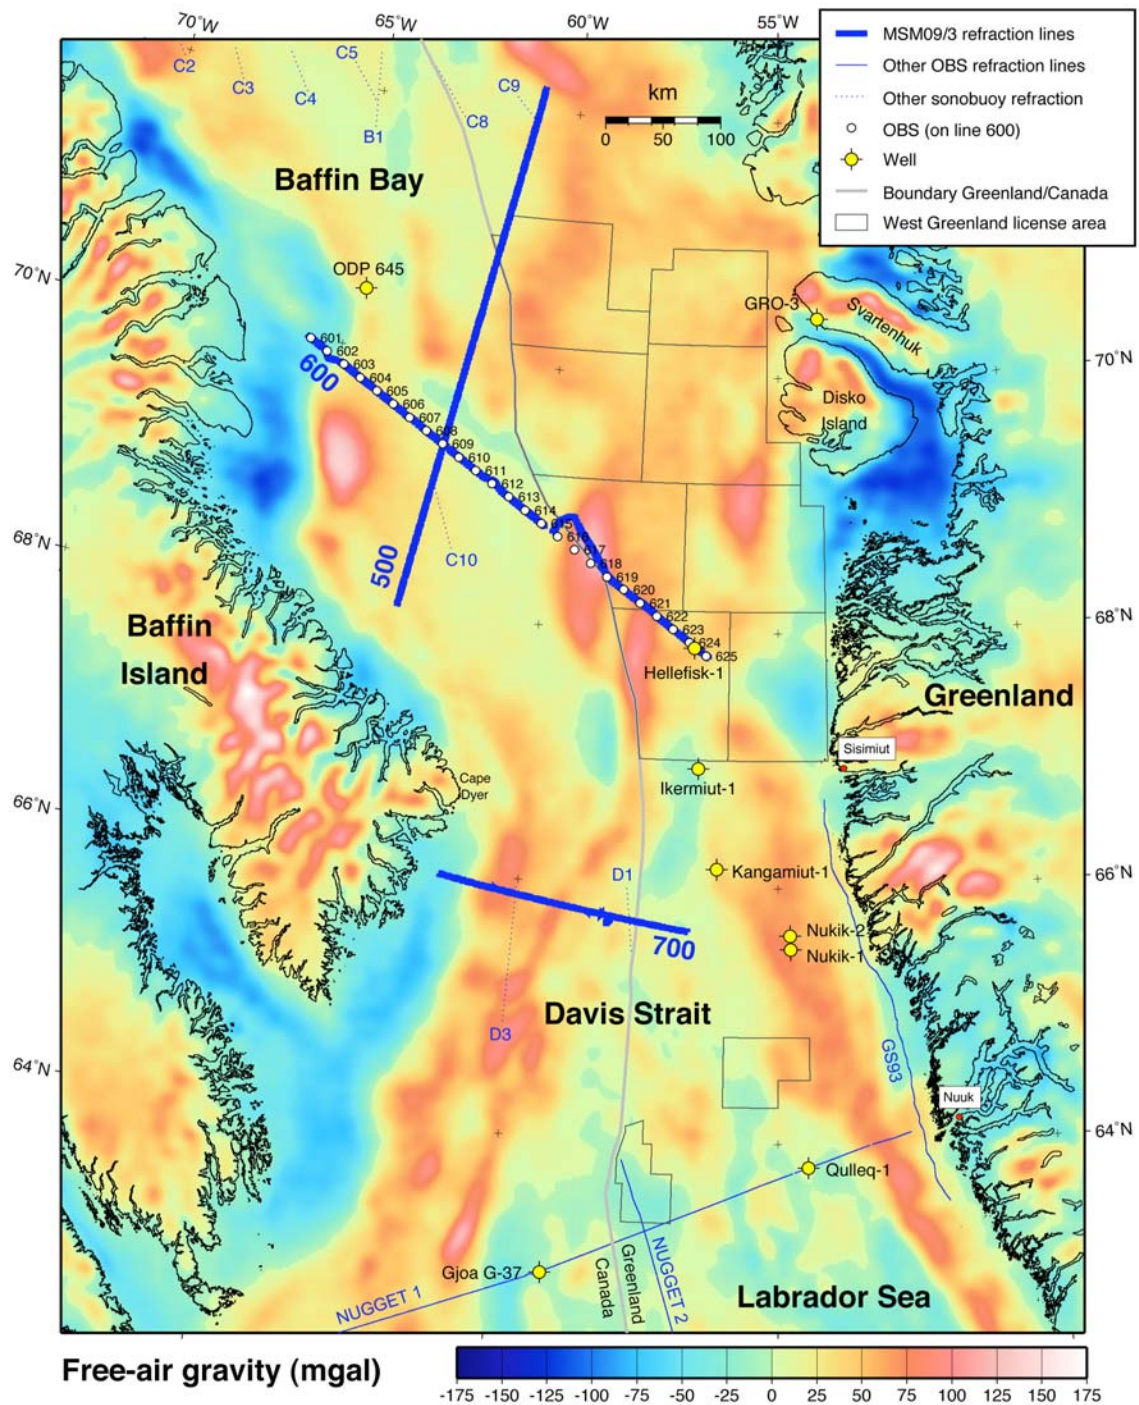 70°W
65°W
60°W
55°W
MSM09/3 refraction lines
Other OBS refraction lines
Other sonobuoy refraction
OBS (on line 600)
Well
Boundary Greenland/Canada
West Greenland license area
km
0 50 100
C2
C3
C4
C5
B1
C8
C9
Baffin Bay
ODP 645
70°N
GRO-3
Svartenhuk
70°N
Disko
Island
601
602
603
604
605
606
607
608
609
610
611
612
613
614
615
616
617
618
619
620
621
622
623
624
625
600
500
C10
68°N
68°N
Hellefisk-1
Baffin
Island
Greenland
Sisimiut
Ikermiut-1
Cape
Dyer
66°N
66°N
Kangamiut-1
D1
Nukik-2
Nukik-1
700
Davis Strait
D3
GS93
Nuuk
64°N
64°N
Qulleq-1
Gjoa G-37
NUGGET 1
Canada
Greenland
NUGGET 2
Labrador Sea
Free-air gravity (mgal)
-175 -150 -125 -100 -75 -50 -25 0 25 50 75 100 125 150 175